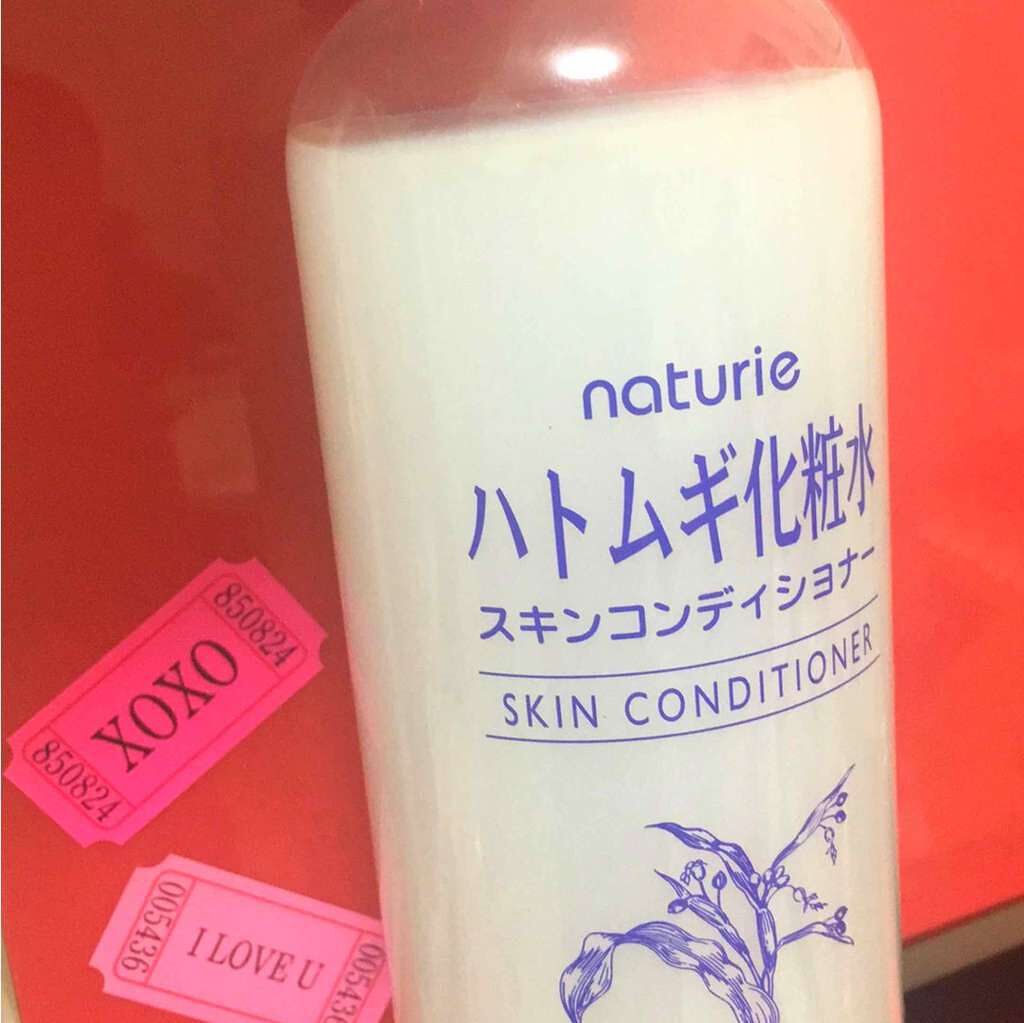 naturie
ハトムギ化粧水
スキンコンディショナー
SKIN CONDITIONER
850824
XOXO
850824
005436
I LOVE U
005436